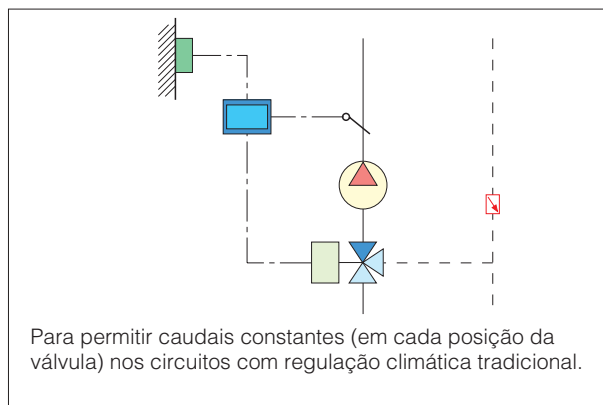 Para permitir caudais constantes (em cada posição da
válvula) nos circuitos com regulação climática tradicional.